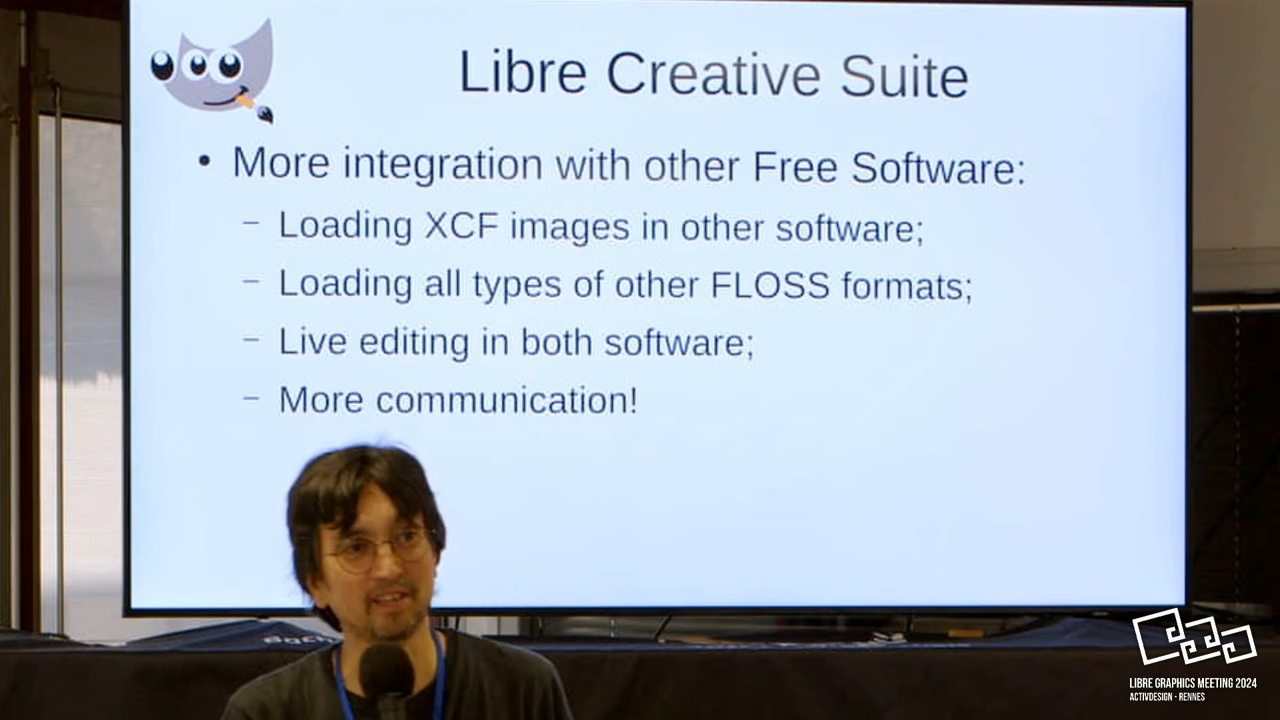 Libre Creative Suite
• More integration with other Free Software:
– Loading XCF images in other software;
– Loading all types of other FLOSS formats;
– Live editing in both software;
– More communication!
LIBRE GRAPHICS MEETING 2024
ACTIVDESIGN - RENNES